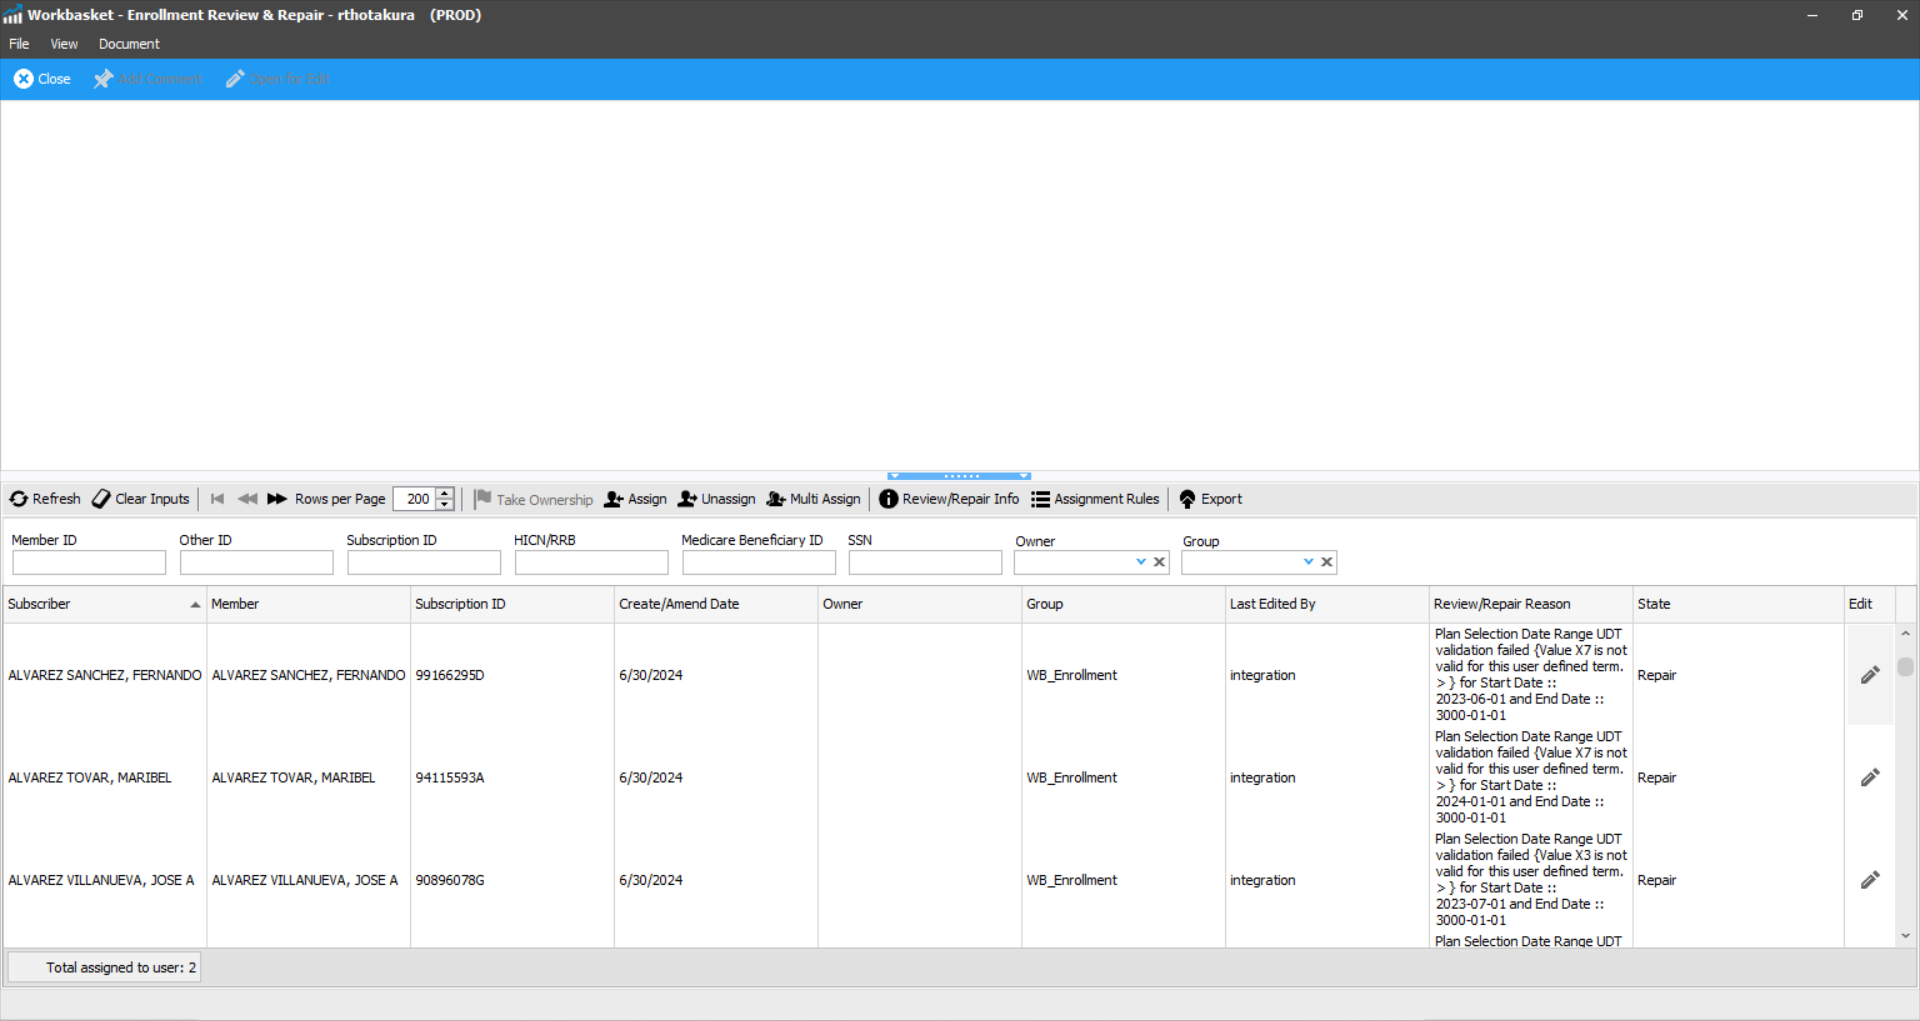 Workbasket - Enrollment Review & Repair - rthotakura (PROD)
File View Document
Close Add Comment Open for Edit
Refresh Clear Inputs Rows per Page 200 Take Ownership Assign Unassign Multi Assign Review/Repair Info Assignment Rules Export
Member ID Other ID Subscription ID HICN/RRB Medicare Beneficiary ID SSN Owner Group
Subscriber Member Subscription ID Create/Amend Date Owner Group Last Edited By Review/Repair Reason State Edit
ALVAREZ SANCHEZ, FERNANDO ALVAREZ SANCHEZ, FERNANDO 99166295D 6/30/2024 WB_Enrollment integration
Plan Selection Date Range UDT
validation failed {Value X7 is not
valid for this user defined term.
> } for Start Date ::
2023-06-01 and End Date ::
3000-01-01
Repair
ALVAREZ TOVAR, MARIBEL ALVAREZ TOVAR, MARIBEL 94115593A 6/30/2024 WB_Enrollment integration
Plan Selection Date Range UDT
validation failed {Value X7 is not
valid for this user defined term.
> } for Start Date ::
2024-01-01 and End Date ::
3000-01-01
Repair
ALVAREZ VILLANUEVA, JOSE A ALVAREZ VILLANUEVA, JOSE A 90896078G 6/30/2024 WB_Enrollment integration
Plan Selection Date Range UDT
validation failed {Value X3 is not
valid for this user defined term.
> } for Start Date ::
2023-07-01 and End Date ::
3000-01-01
Repair
Plan Selection Date Range UDT
Total assigned to user: 2